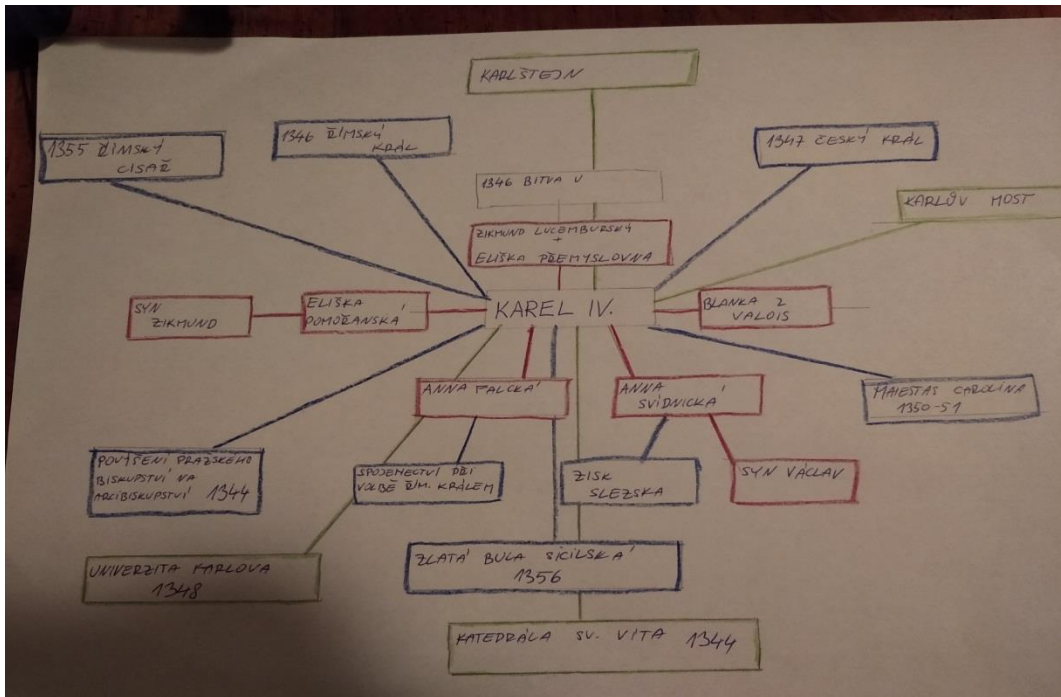 KARLŠTEJN
1355 ŘÍMSKÝ
CÍSAŘ
1346 ŘÍMSKÝ
KRÁL
1347 ČESKÝ KRÁL
1346 BITVA U
KARLŮV MOST
ZIKMUND LUCEMBURSKÝ
+
ELIŠKA PŘEMYSLOVNA
SYN
ZIKMUND
ELIŠKA
POMOŘANSKÁ
KAREL IV.
BLANKA Z
VALOIS
ANNA FALCKÁ
ANNA
SVÍDNICKÁ
MAIESTAS CAROLINA
1350-51
POVÝŠENÍ PRAŽSKÉHO
BISKUPSTVÍ NA
ARCIBISKUPSTVÍ 1344
SPOJENECTVÍ PŘI
VOLBĚ ŘÍM. KRÁLEM
ZISK
SLEZSKA
SYN VÁCLAV
UNIVERZITA KARLOVA
1348
ZLATÁ BULA SICILSKÁ
1356
KATEDRÁLA SV. VÍTA 1344